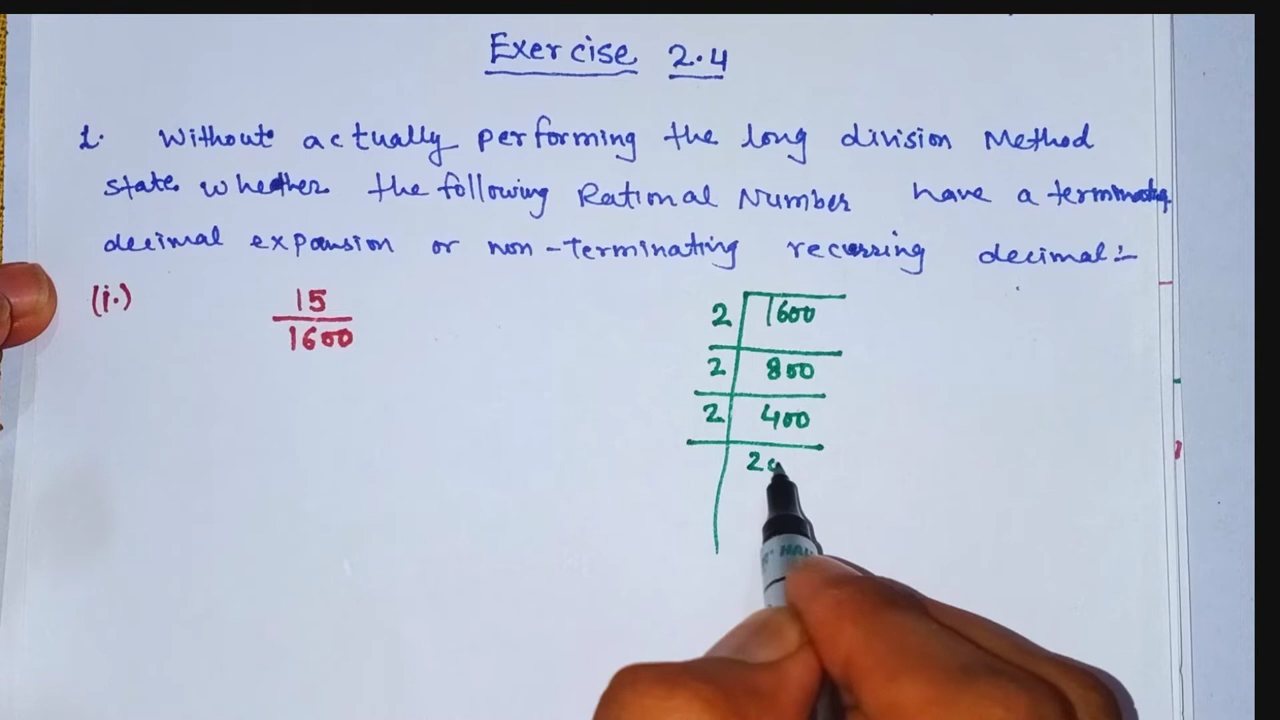 Exercise 2.4
1. Without actually performing the long division Method
state whether the following Rational Number have a terminating
decimal expansion or non-terminating recurring decimal:-
(i.) 15
1600
2 1600
2 800
2 400